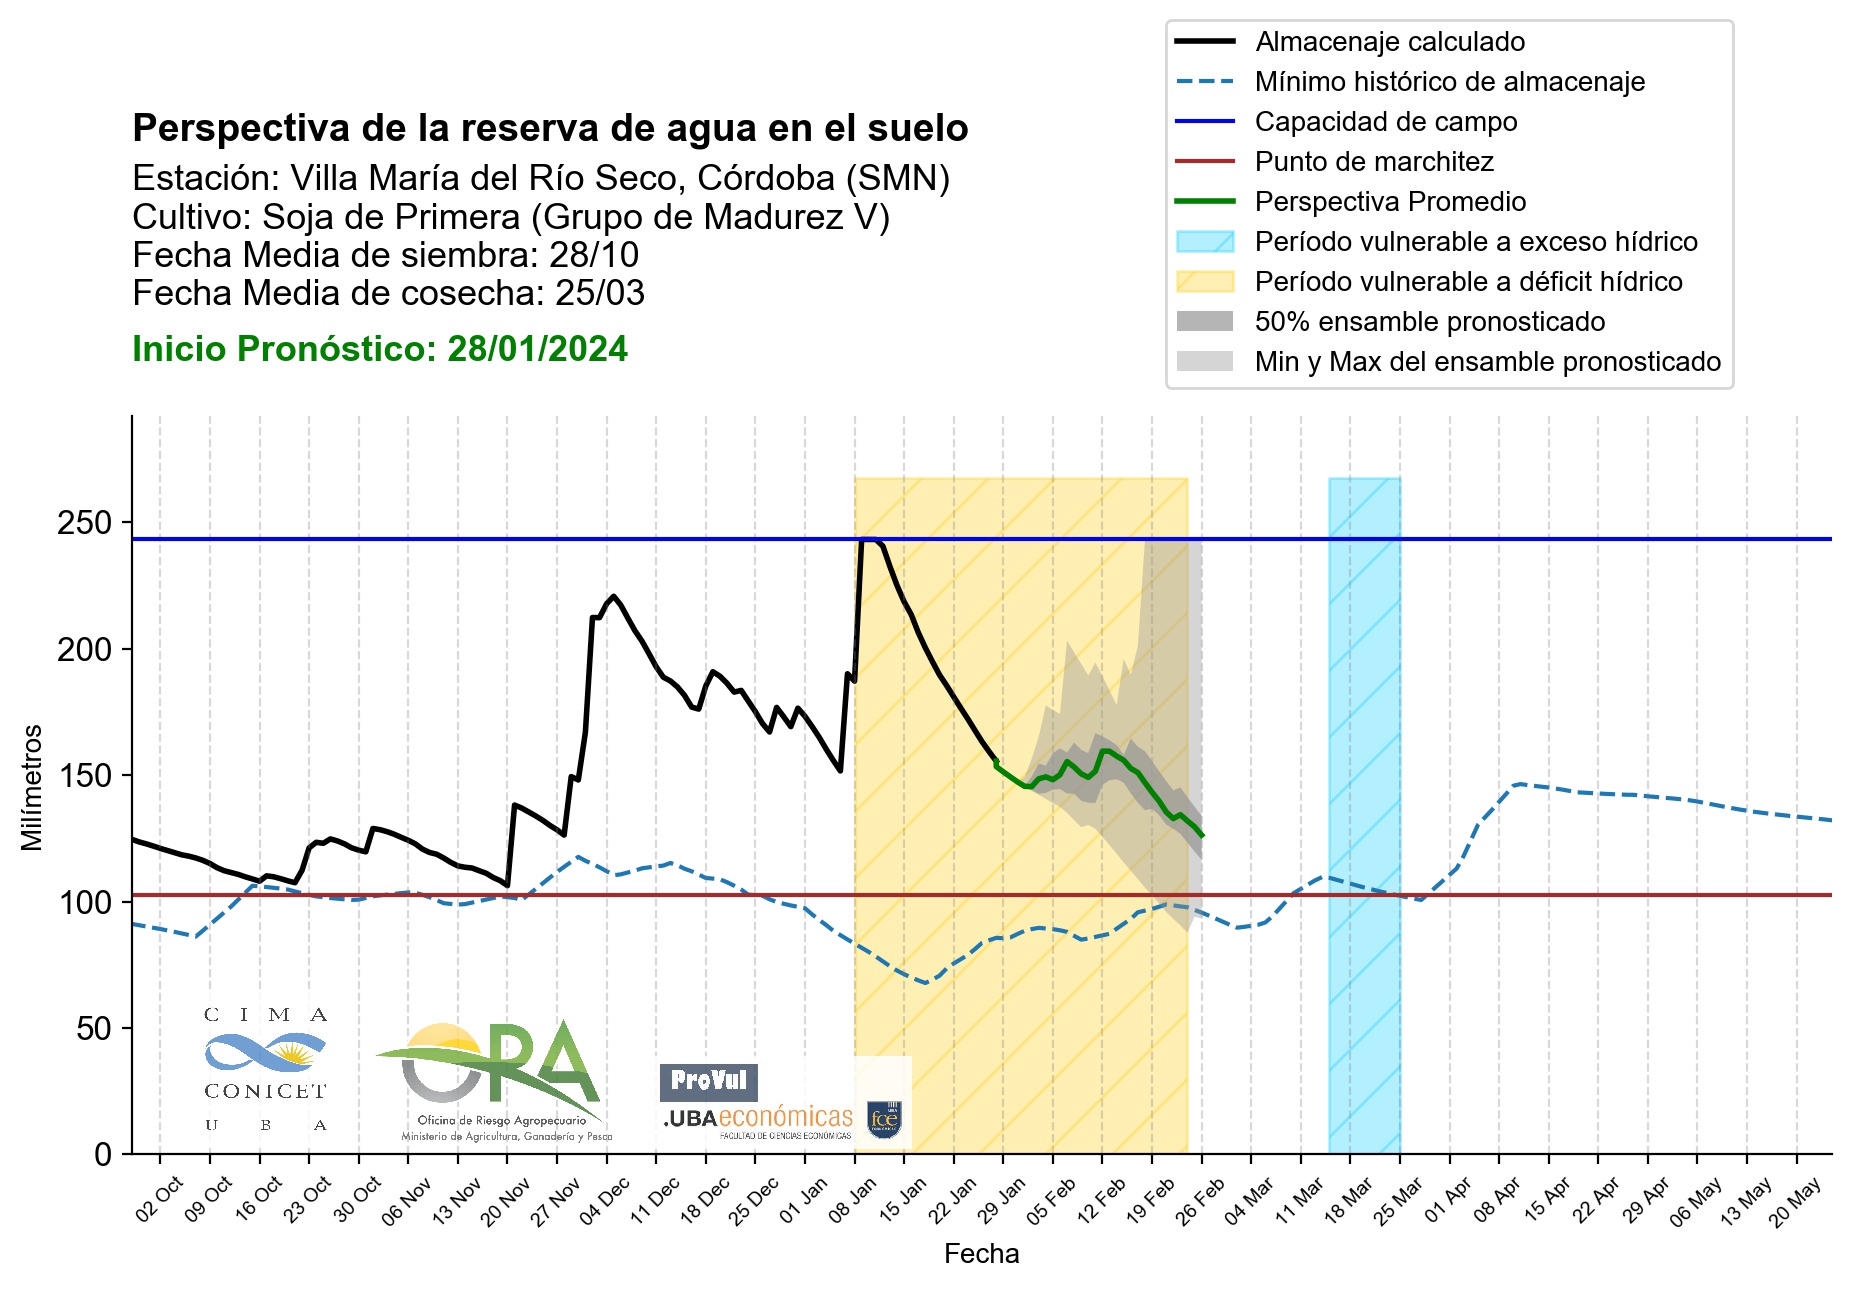 Almacenaje calculado
Mínimo histórico de almacenaje
Capacidad de campo
Punto de marchitez
Perspectiva Promedio
Período vulnerable a exceso hídrico
Período vulnerable a déficit hídrico
50% ensamble pronosticado
Min y Max del ensamble pronosticado
Perspectiva de la reserva de agua en el suelo
Estación: Villa María del Río Seco, Córdoba (SMN)
Cultivo: Soja de Primera (Grupo de Madurez V)
Fecha Media de siembra: 28/10
Fecha Media de cosecha: 25/03
Inicio Pronóstico: 28/01/2024
Milímetros
250
200
150
100
50
0
CIMA
CONICET
UBA
ORA
Oficina de Riesgo Agropecuario
Ministerio de Agricultura, Ganadería y Pesca
ProVul
.UBAeconómicas
FACULTAD DE CIENCIAS ECONÓMICAS
fce
02 Oct
09 Oct
16 Oct
23 Oct
30 Oct
06 Nov
13 Nov
20 Nov
27 Nov
04 Dec
11 Dec
18 Dec
25 Dec
01 Jan
08 Jan
15 Jan
22 Jan
29 Jan
05 Feb
12 Feb
19 Feb
26 Feb
04 Mar
11 Mar
18 Mar
25 Mar
01 Apr
08 Apr
15 Apr
22 Apr
29 Apr
06 May
13 May
20 May
Fecha